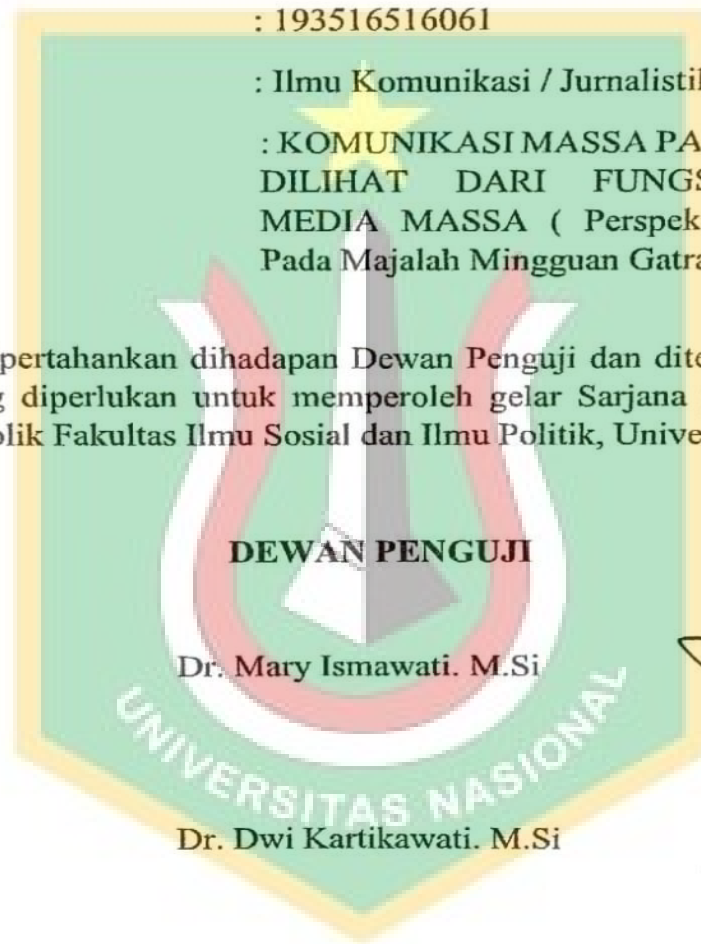 : 193516516061
: Ilmu Komunikasi / Jurnalistik
: KOMUNIKASI MASSA PA
DILIHAT DARI FUNGS
MEDIA MASSA ( Perspek
Pada Majalah Mingguan Gatra
pertahankan dihadapan Dewan Penguji dan dite
g diperlukan untuk memperoleh gelar Sarjana
olik Fakultas Ilmu Sosial dan Ilmu Politik, Unive
DEWAN PENGUJI
Dr. Mary Ismawati. M.Si
UNIVERSITAS NASIONAL
Dr. Dwi Kartikawati. M.Si